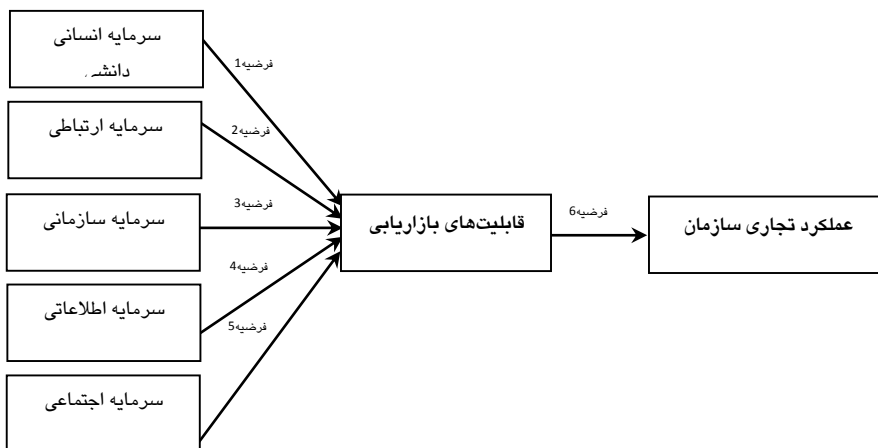 سرمایه انسانی
فرضیه1
سرمایه ارتباطی
فرضیه2
سرمایه سازمانی
فرضیه3
سرمایه اطلاعاتی
فرضیه4
سرمایه اجتماعی
فرضیه5
قابلیت‌های بازاریابی
فرضیه6
عملکرد تجاری سازمان